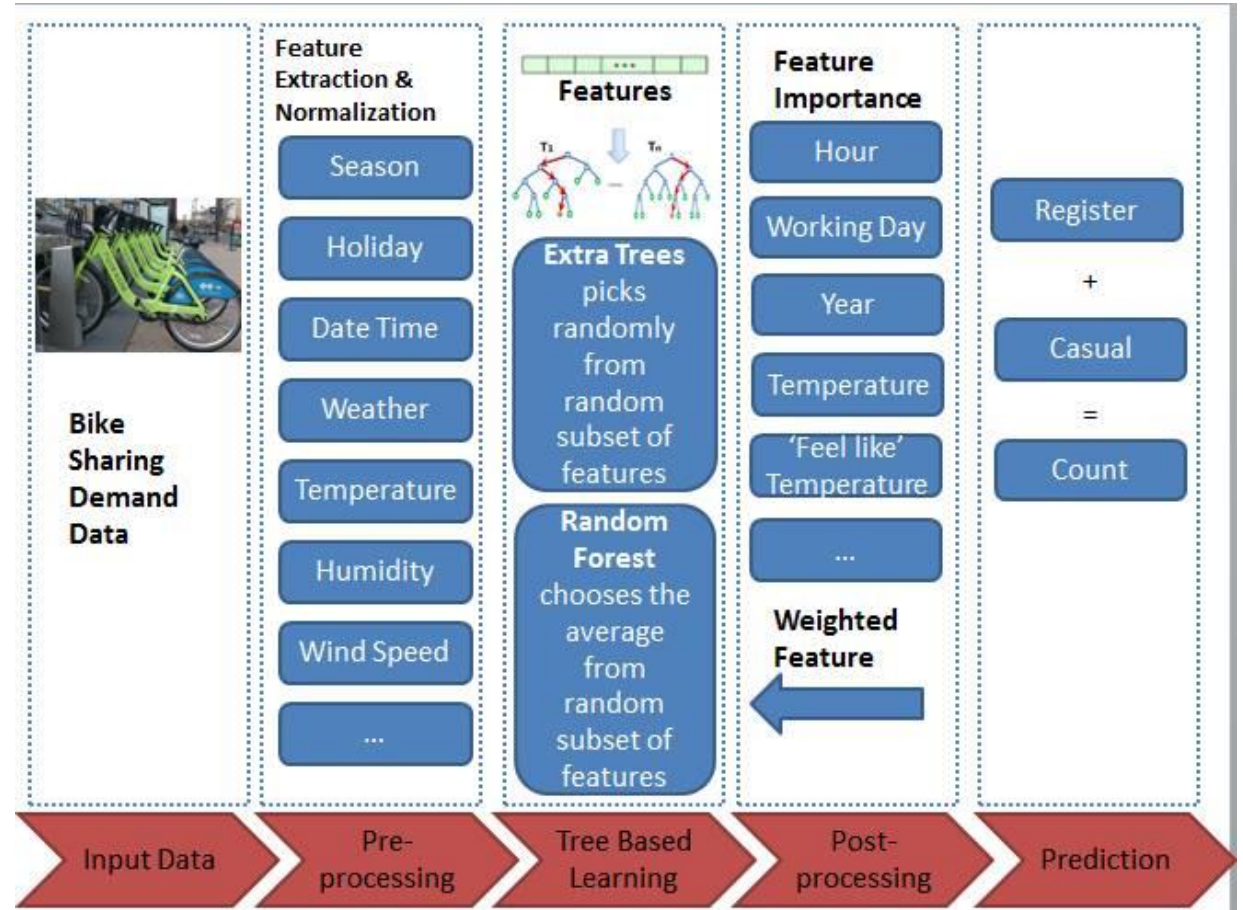 Bike
Sharing
Demand
Data
Feature
Extraction &
Normalization
Season
Holiday
Date Time
Weather
Temperature
Humidity
Wind Speed
...
Features
T1
Tn
....
Extra Trees
picks
randomly
from
random
subset of
features
Random
Forest
chooses the
average
from
random
subset of
features
Feature
Importance
Hour
Working Day
Year
Temperature
‘Feel like’
Temperature
...
Weighted
Feature
Register
+
Casual
=
Count
Input Data
Pre-
processing
Tree Based
Learning
Post-
processing
Prediction